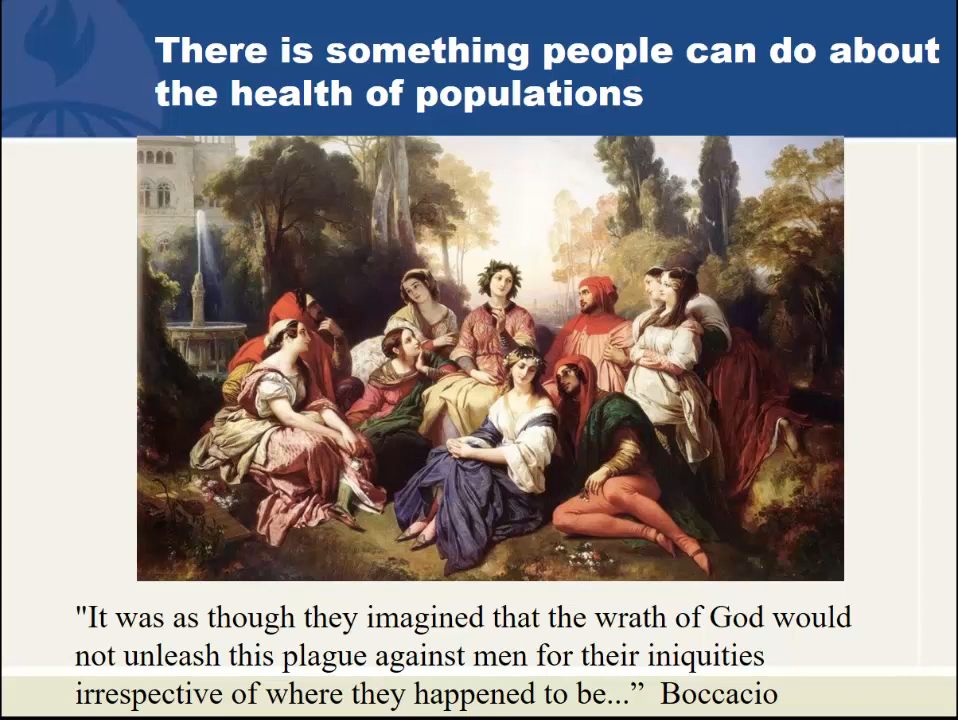 There is something people can do about
the health of populations
"It was as though they imagined that the wrath of God would
not unleash this plague against men for their iniquities
irrespective of where they happened to be...” Boccacio